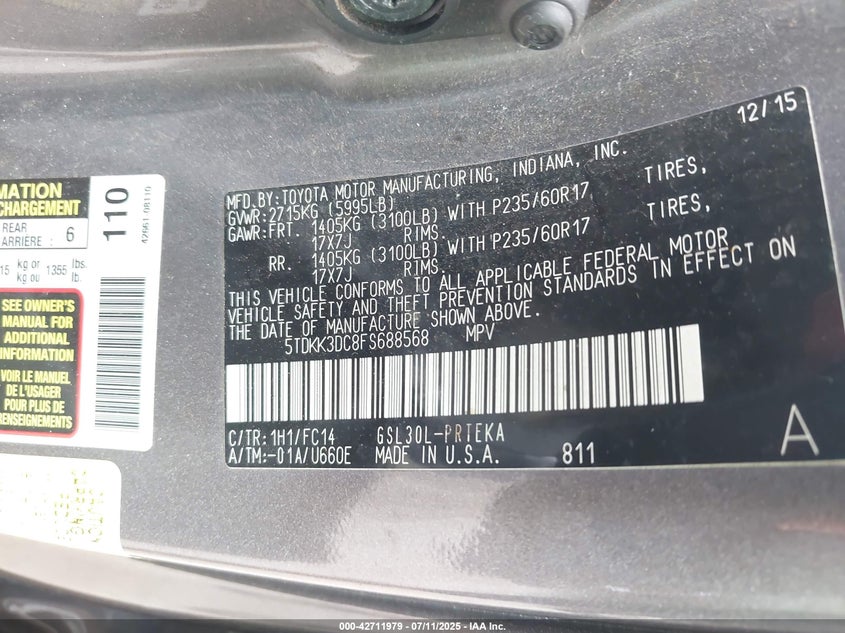 MATION
CHARGEMENT
REAR
ARRIÈRE : 6
15 kg or 1355 lbs.
kg ou lb.
SEE OWNER'S
MANUAL FOR
ADDITIONAL
INFORMATION
VOIR LE MANUEL
DE L'USAGER
POUR PLUS DE
RENSEIGNEMENTS
110
42661-08110
12/15
MFD.BY:TOYOTA MOTOR MANUFACTURING, INDIANA, INC.
GVWR:2715KG (5995LB)
GAWR:FRT. 1405KG (3100LB) WITH P235/60R17 TIRES,
17X7J RIMS.
RR. 1405KG (3100LB) WITH P235/60R17 TIRES,
17X7J RIMS.
THIS VEHICLE CONFORMS TO ALL APPLICABLE FEDERAL MOTOR
VEHICLE SAFETY AND THEFT PREVENTION STANDARDS IN EFFECT ON
THE DATE OF MANUFACTURE SHOWN ABOVE.
5TDKK3DC8FS688568 MPV
C/TR:1H1/FC14 GSL30L-PRTEKA
A/TM:-01A/U660E MADE IN U.S.A. 811
A
000-42711979 - 07/11/2025 - IAA Inc.